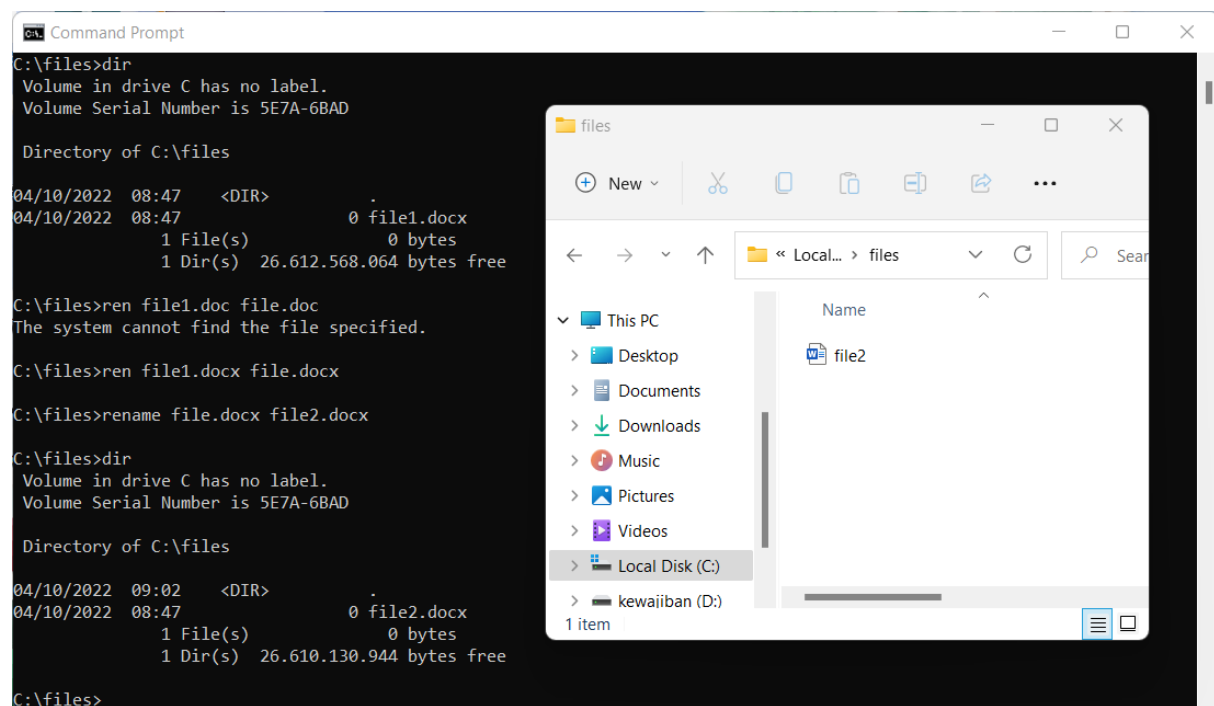 Command Prompt
C:\files>dir
 Volume in drive C has no label.
 Volume Serial Number is 5E7A-6BAD
 Directory of C:\files
04/10/2022  08:47    <DIR>          .
04/10/2022  08:47                 0 file1.docx
               1 File(s)              0 bytes
               1 Dir(s)  26.612.568.064 bytes free
C:\files>ren file1.doc file.doc
The system cannot find the file specified.
C:\files>ren file1.docx file.docx
C:\files>rename file.docx file2.docx
C:\files>dir
 Volume in drive C has no label.
 Volume Serial Number is 5E7A-6BAD
 Directory of C:\files
04/10/2022  09:02    <DIR>          .
04/10/2022  08:47                 0 file2.docx
               1 File(s)              0 bytes
               1 Dir(s)  26.610.130.944 bytes free
C:\files>
files
New
« Local... > files
Sear
Name
This PC
file2
Desktop
Documents
Downloads
Music
Pictures
Videos
Local Disk (C:)
kewajiban (D:)
1 item